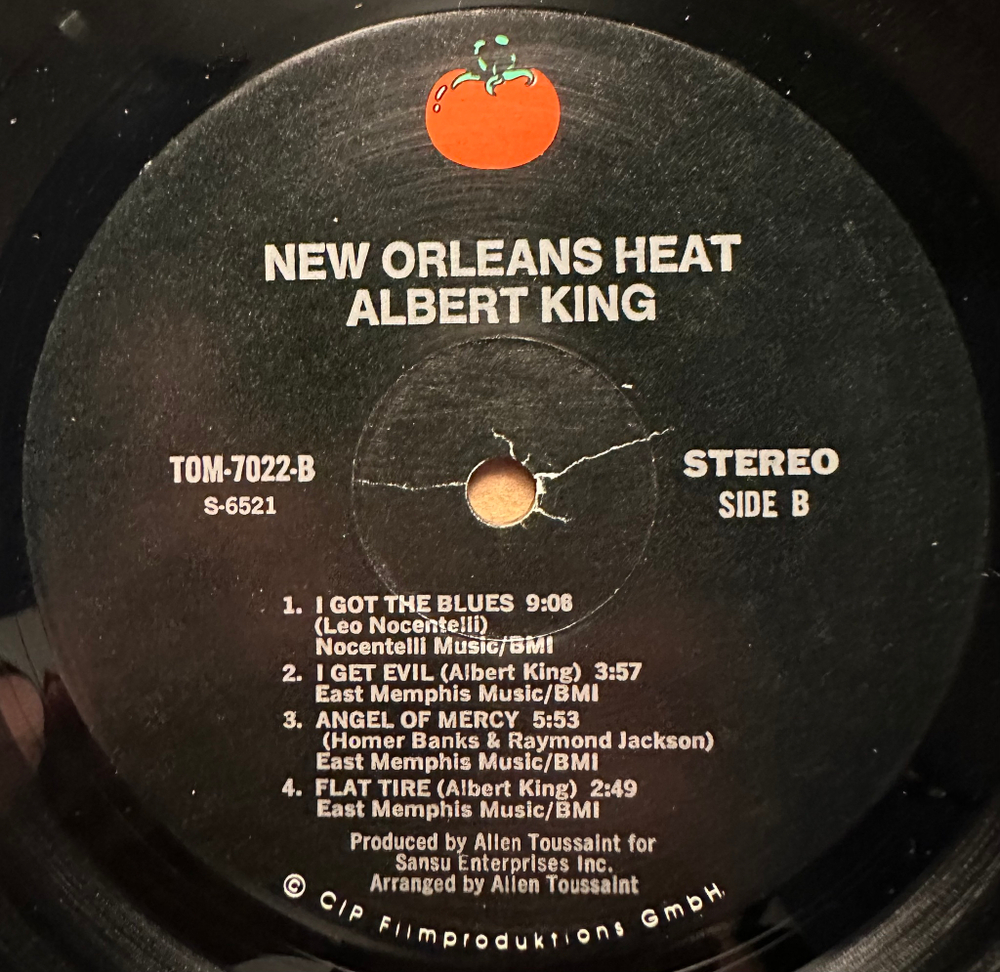 NEW ORLEANS HEAT
ALBERT KING
TOM-7022-B
S-6521
STEREO
SIDE B
1. I GOT THE BLUES 9:06
(Leo Nocentelli)
Nocentelli Music/BMI
2. I GET EVIL (Albert King) 3:57
East Memphis Music/BMI
3. ANGEL OF MERCY 5:53
(Homer Banks & Raymond Jackson)
East Memphis Music/BMI
4. FLAT TIRE (Albert King) 2:49
East Memphis Music/BMI
Produced by Allen Toussaint for
Sansu Enterprises Inc.
Arranged by Allen Toussaint
© CIP Filmproduktions GmbH.